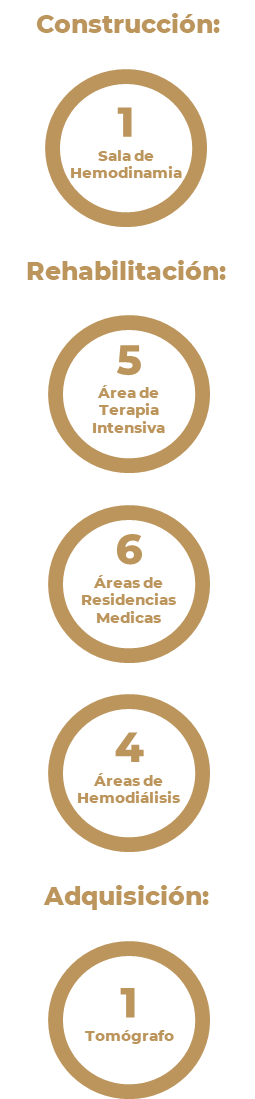 Construcción:
1
Sala de
Hemodinamia
Rehabilitación:
5
Área de
Terapia
Intensiva
6
Áreas de
Residencias
Medicas
4
Áreas de
Hemodiálisis
Adquisición:
1
Tomógrafo